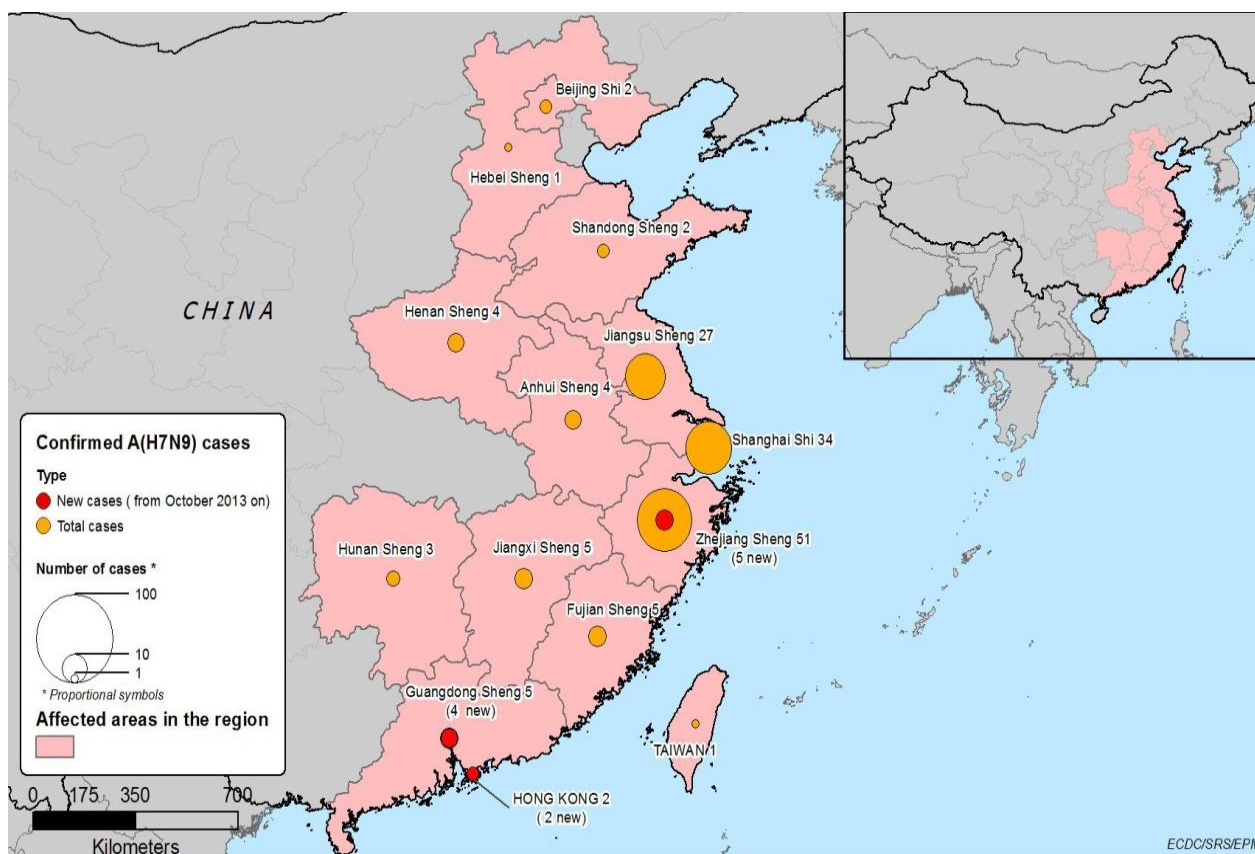 Beijing Shi 2
Hebei Sheng 1
Shandong Sheng 2
CHINA
Henan Sheng 4
Jiangsu Sheng 27
Anhui Sheng 4
Shanghai Shi 34
Zhejiang Sheng 51
(5 new)
Hunan Sheng 3
Jiangxi Sheng 5
Fujian Sheng 5
Guangdong Sheng 5
(4 new)
TAIWAN 1
HONG KONG 2
( 2 new)
Confirmed A(H7N9) cases
Type
New cases ( from October 2013 on)
Total cases
Number of cases *
100
10
1
* Proportional symbols
Affected areas in the region
0 175 350 700
Kilometers
ECDC/SRS/EPI